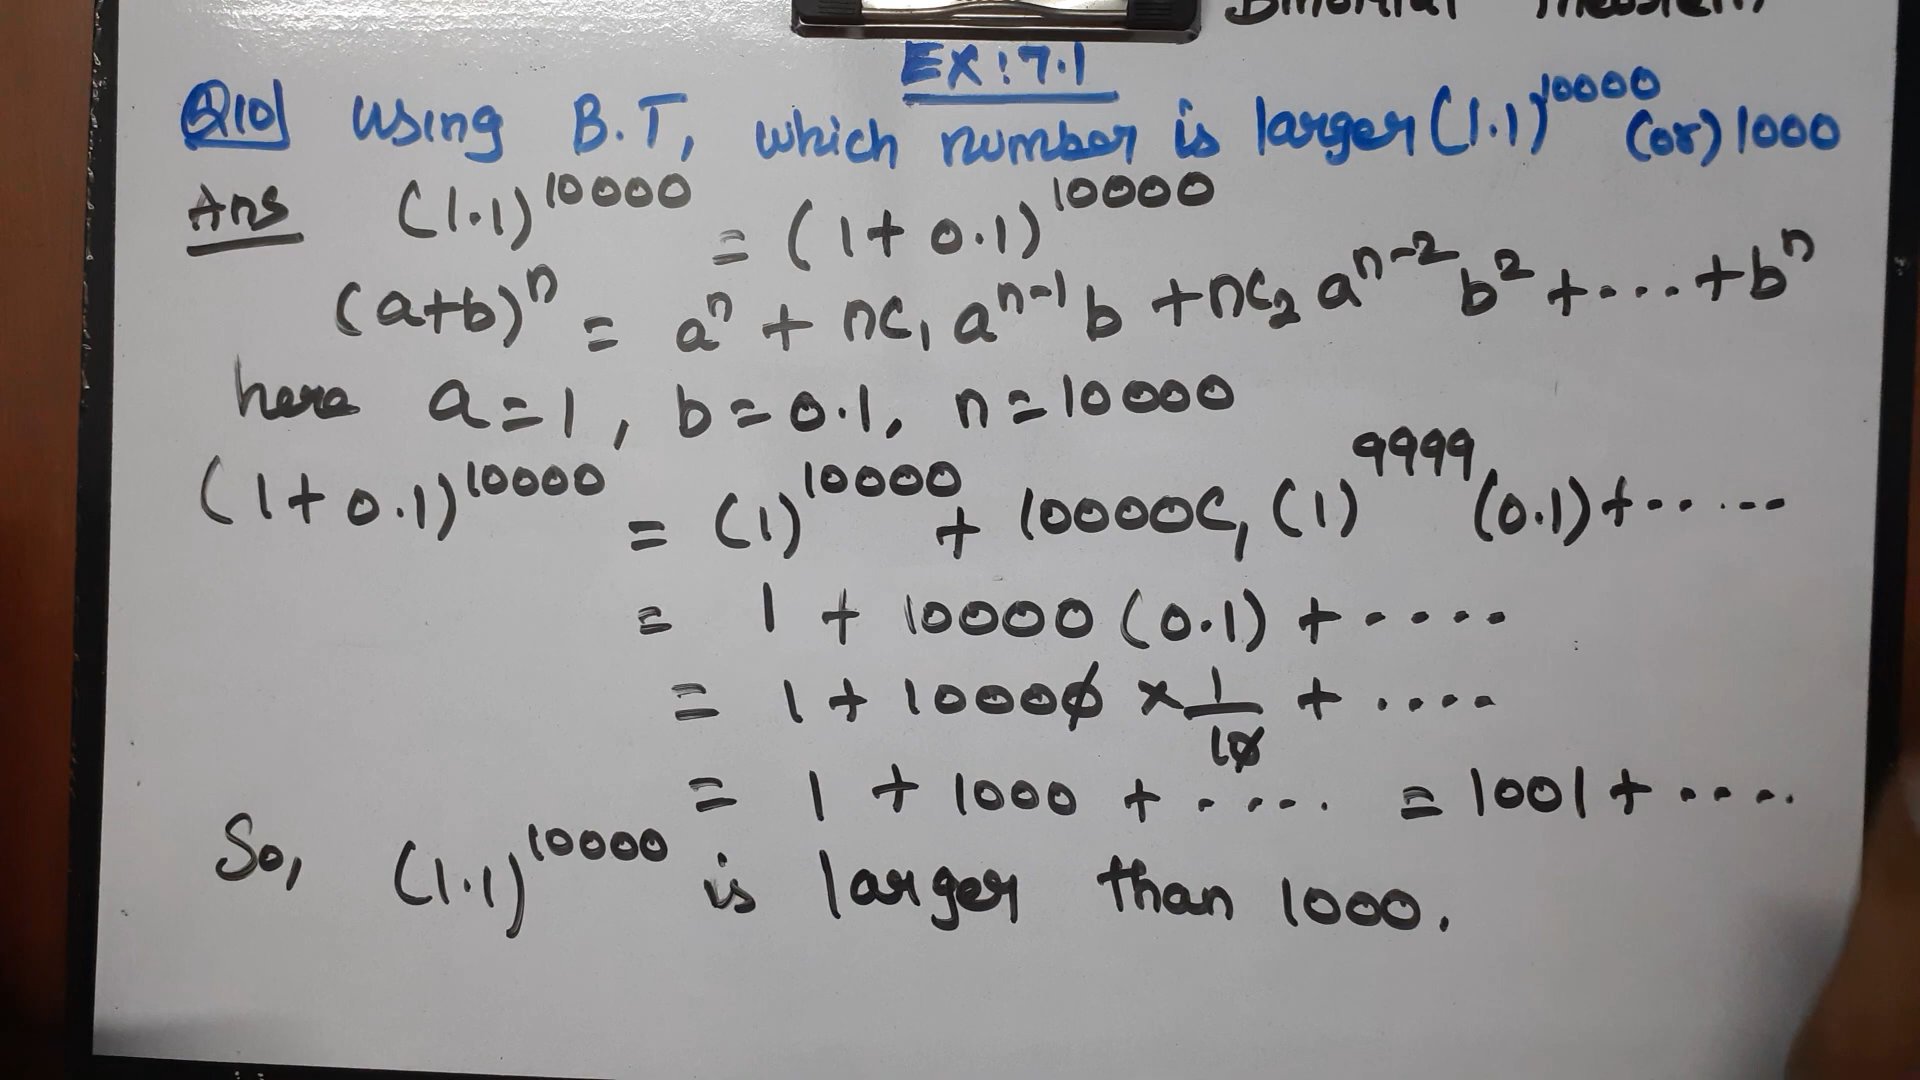 Binomial Theorem
EX:7.1
Q10] Using B.T, which number is larger (1.1)^10000 (or) 1000
Ans (1.1)^10000 = (1+0.1)^10000
(a+b)^n = a^n + nC₁ a^n-1 b + nC₂ a^n-2 b^2 + .... + b^n
here a=1, b=0.1, n=10000
(1+0.1)^10000 = (1)^10000 + 10000C₁ (1)^9999 (0.1) + .....
= 1 + 10000 (0.1) + ....
= 1 + 10000 × 1/10 + ....
= 1 + 1000 + ..... = 1001 + ....
So, (1.1)^10000 is larger than 1000.